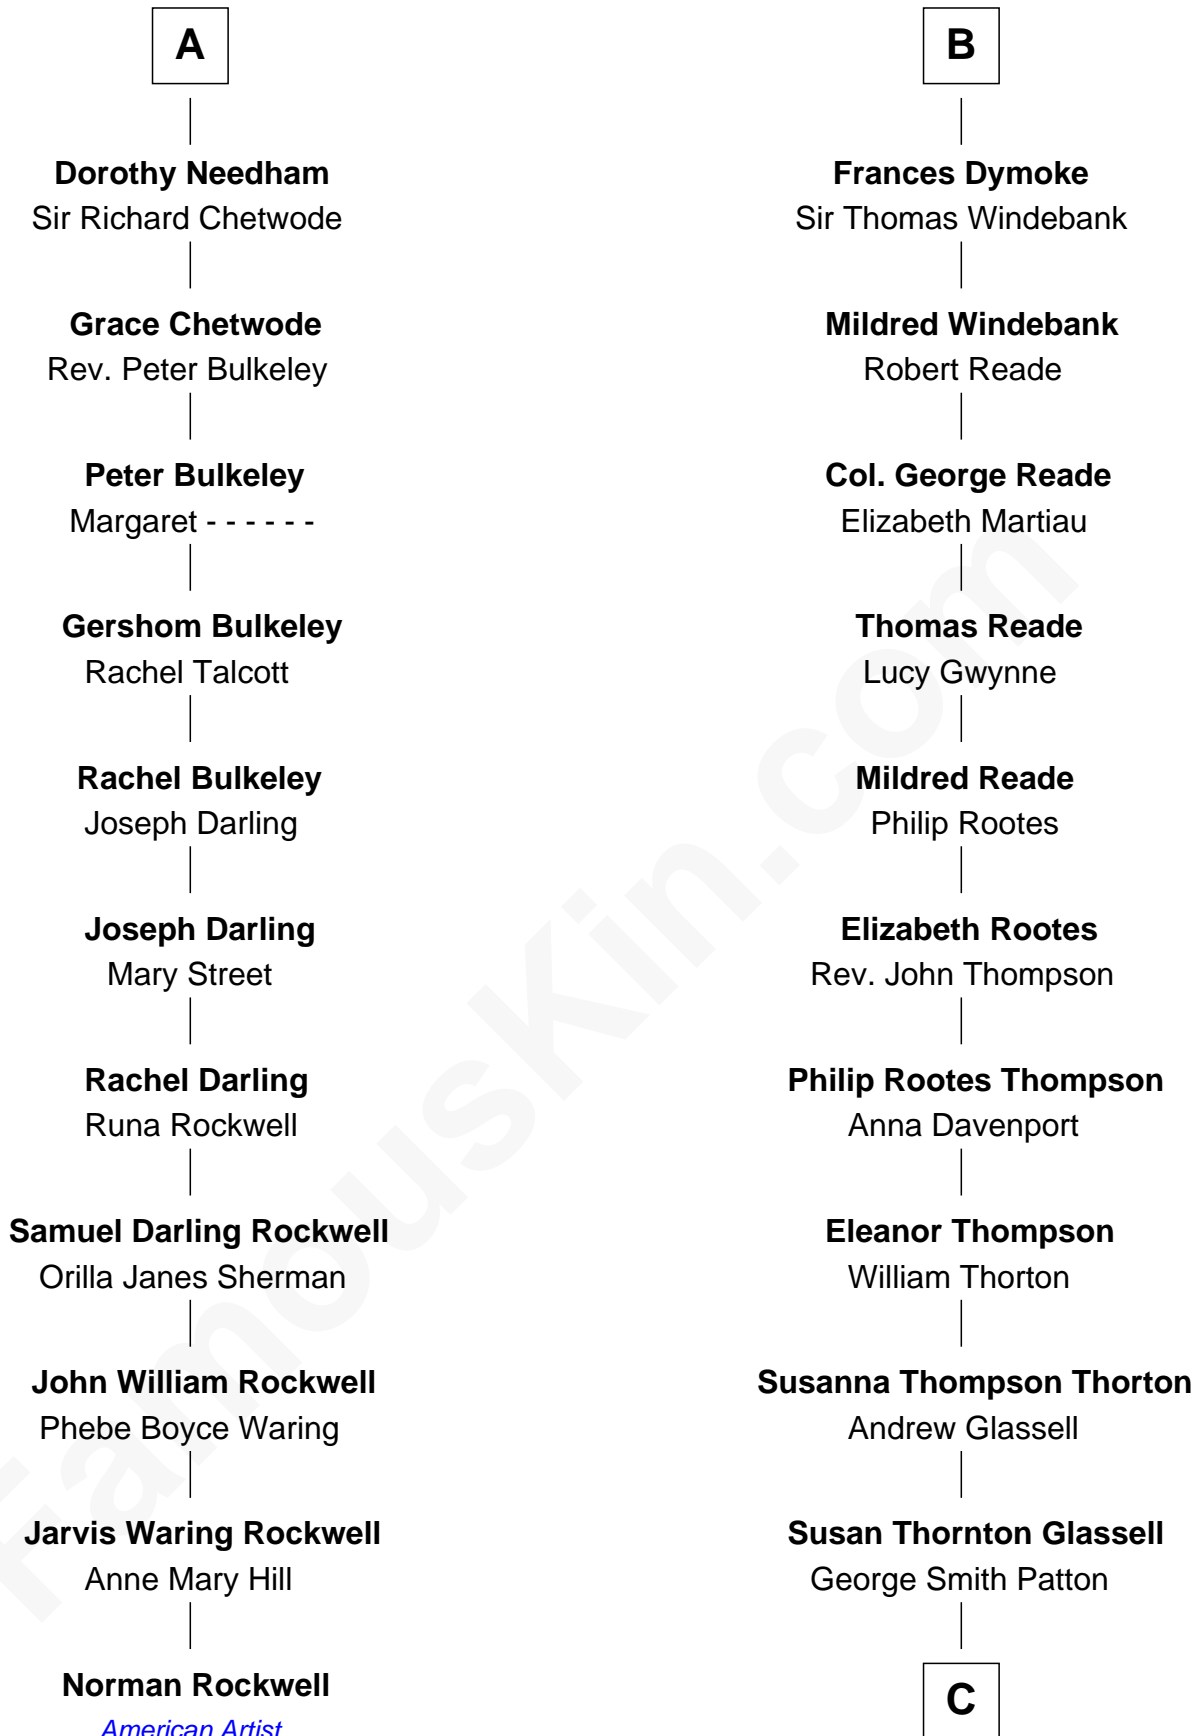 A
Dorothy Needham
Sir Richard Chetwode
Grace Chetwode
Rev. Peter Bulkeley
Peter Bulkeley
Margaret - - - - - -
Gershom Bulkeley
Rachel Talcott
Rachel Bulkeley
Joseph Darling
Joseph Darling
Mary Street
Rachel Darling
Runa Rockwell
Samuel Darling Rockwell
Orilla Janes Sherman
John William Rockwell
Phebe Boyce Waring
Jarvis Waring Rockwell
Anne Mary Hill
Norman Rockwell
American Artist
B
Frances Dymoke
Sir Thomas Windebank
Mildred Windebank
Robert Reade
Col. George Reade
Elizabeth Martiau
Thomas Reade
Lucy Gwynne
Mildred Reade
Philip Rootes
Elizabeth Rootes
Rev. John Thompson
Philip Rootes Thompson
Anna Davenport
Eleanor Thompson
William Thorton
Susanna Thompson Thorton
Andrew Glassell
Susan Thornton Glassell
George Smith Patton
C
FamousKin.com